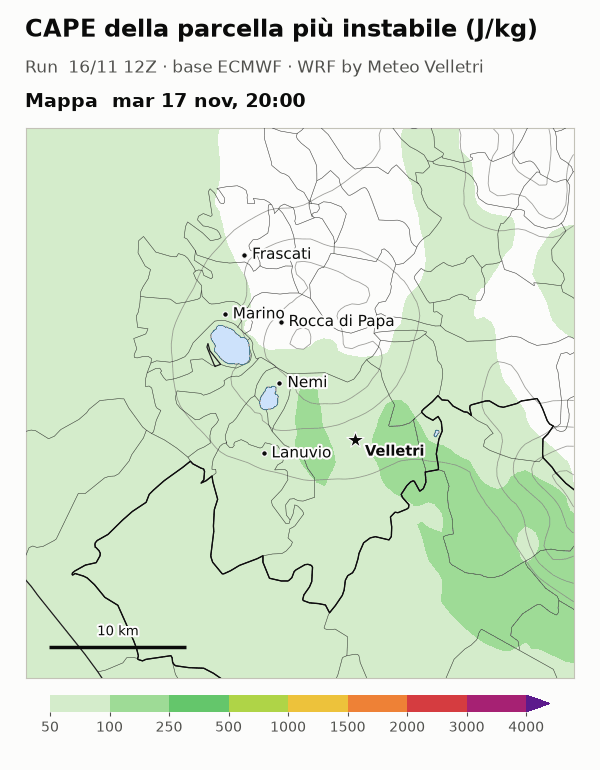 CAPE della parcella più instabile (J/kg)
Run  16/11 12Z · base ECMWF · WRF by Meteo Velletri
Mappa  mar 17 nov, 20:00
Frascati
Marino
Rocca di Papa
Nemi
Velletri
Lanuvio
10 km
50 100 250 500 1000 1500 2000 3000 4000